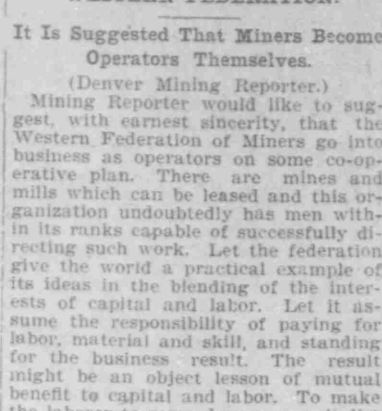 WESTERN FEDERATION.
It Is Suggested That Miners Become
Operators Themselves.
(Denver Mining Reporter.)
Mining Reporter would like to sug-
gest, with earnest sincerity, that the
Western Federation of Miners go into
business as operators on some co-op-
erative plan. There are mines and
mills which can be leased and this or-
ganization undoubtedly has men with-
in its ranks capable of successfully di-
recting such work. Let the federation
give the world a practical example of
its ideas in the blending of the inter-
ests of capital and labor. Let it as-
sume the responsibility of paying for
labor, material and skill, and standing
for the business result. The result
might be an object lesson of mutual
benefit to capital and labor. To make